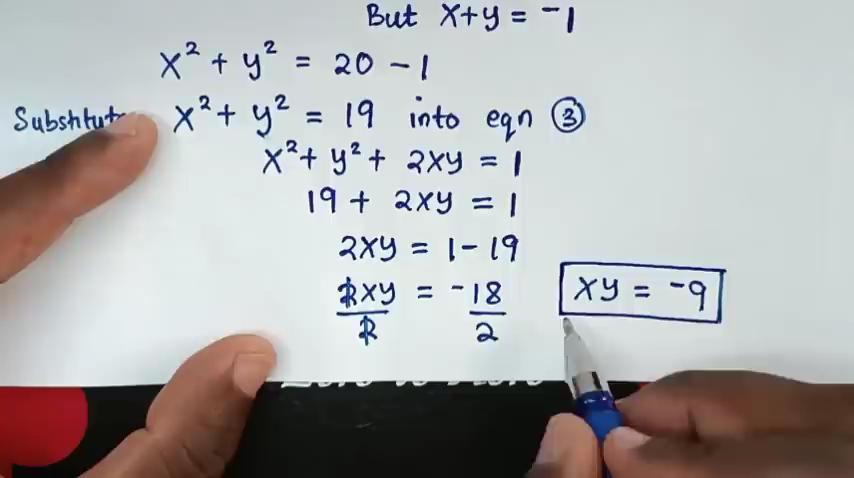 But x+y = -1
x² + y² = 20 - 1
x² + y² = 19 into eqn ③
x² + y² + 2xy = 1
19 + 2xy = 1
2xy = 1 - 19
2xy/2 = -18/2 xy = -9